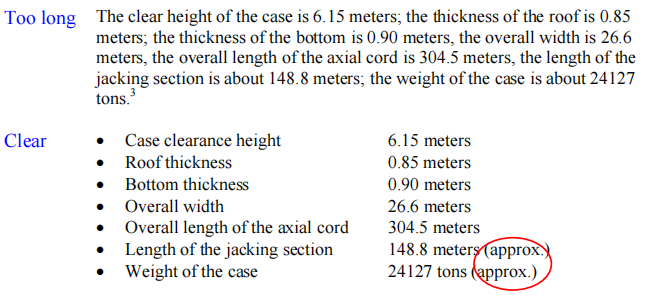 Too long The clear height of the case is 6.15 meters; the thickness of the roof is 0.85
meters; the thickness of the bottom is 0.90 meters, the overall width is 26.6
meters, the overall length of the axial cord is 304.5 meters, the length of the
jacking section is about 148.8 meters; the weight of the case is about 24127
tons.3
Clear • Case clearance height 6.15 meters
• Roof thickness 0.85 meters
• Bottom thickness 0.90 meters
• Overall width 26.6 meters
• Overall length of the axial cord 304.5 meters
• Length of the jacking section 148.8 meters (approx.)
• Weight of the case 24127 tons (approx.)